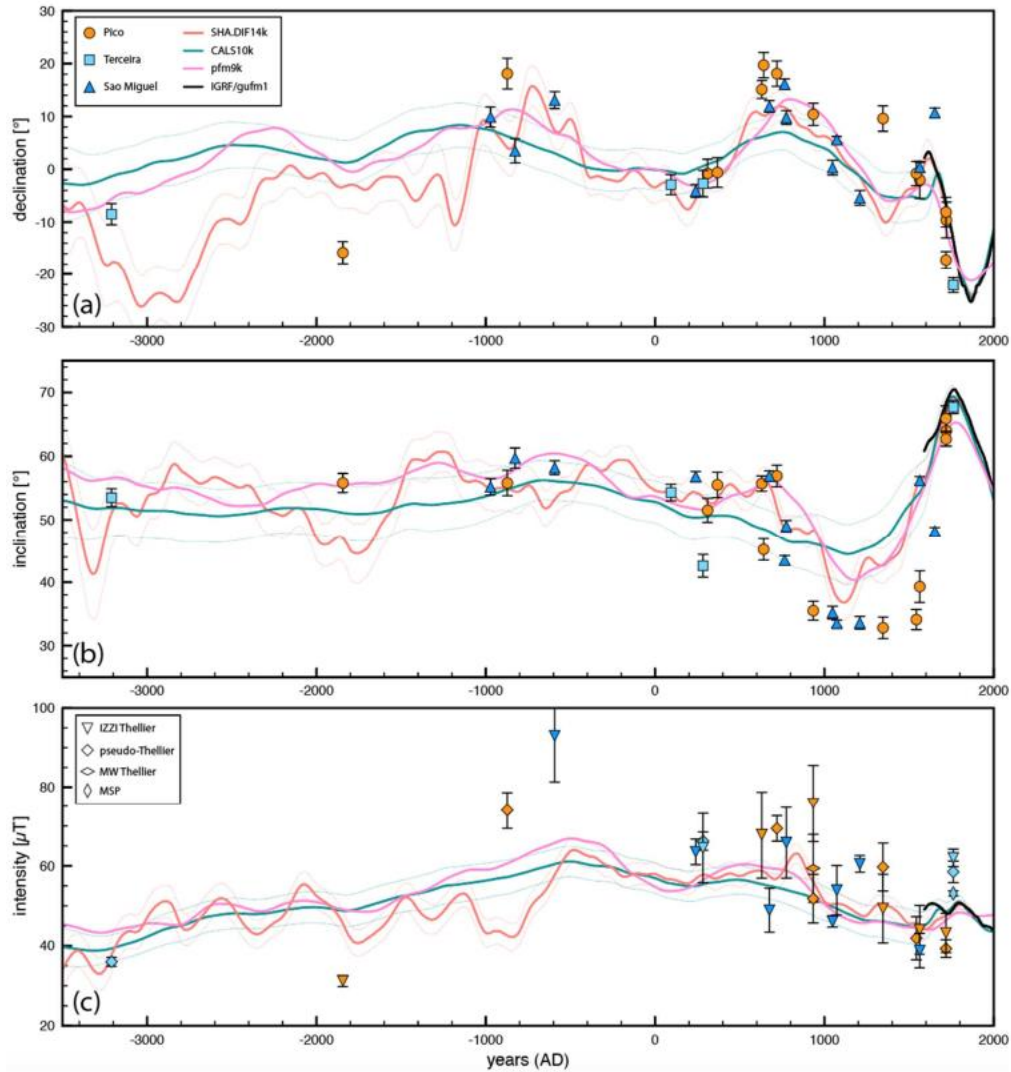 (a)
declination [°]
30
20
10
0
-10
-20
-30
Pico
Terceira
Sao Miguel
SHA.DIF14k
CALS10k
pfm9k
IGRF/gufm1
-3000 -2000 -1000 0 1000 2000
(b)
inclination [°]
70
60
50
40
30
-3000 -2000 -1000 0 1000 2000
(c)
intensity [µT]
100
80
60
40
20
IZZI Thellier
pseudo-Thellier
MW Thellier
MSP
-3000 -2000 -1000 0 1000 2000
years (AD)